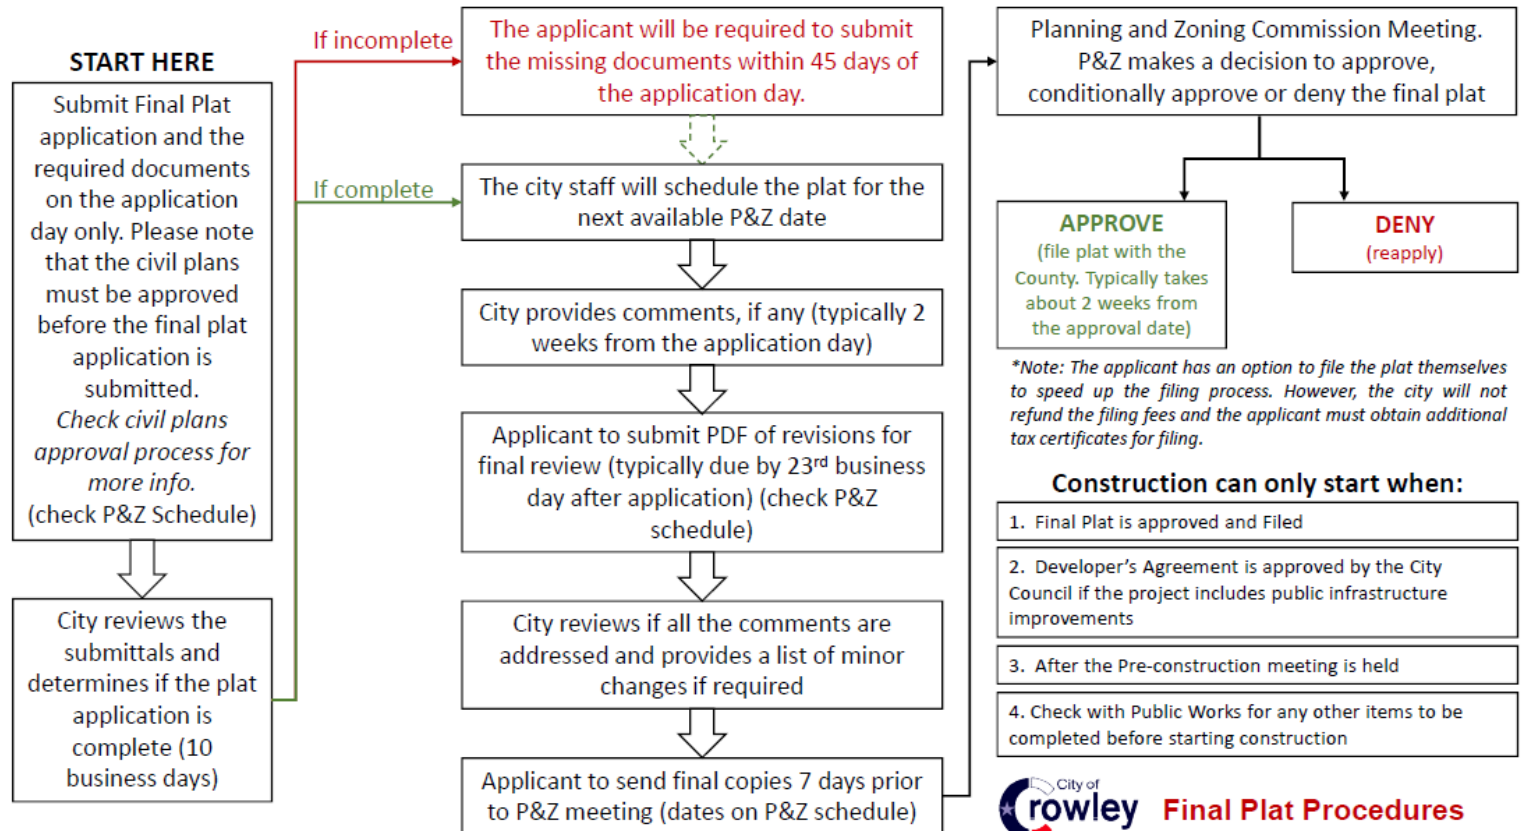 START HERE
Submit Final Plat
application and the
required documents
on the application
day only. Please note
that the civil plans
must be approved
before the final plat
application is
submitted.
Check civil plans
approval process for
more info.
(check P&Z Schedule)
City reviews the
submittals and
determines if the plat
application is
complete (10
business days)
If incomplete
If complete
The applicant will be required to submit
the missing documents within 45 days of
the application day.
The city staff will schedule the plat for the
next available P&Z date
City provides comments, if any (typically 2
weeks from the application day)
Applicant to submit PDF of revisions for
final review (typically due by 23rd business
day after application) (check P&Z
schedule)
City reviews if all the comments are
addressed and provides a list of minor
changes if required
Applicant to send final copies 7 days prior
to P&Z meeting (dates on P&Z schedule)
Planning and Zoning Commission Meeting.
P&Z makes a decision to approve,
conditionally approve or deny the final plat
APPROVE
(file plat with the
County. Typically takes
about 2 weeks from
the approval date)
DENY
(reapply)
*Note: The applicant has an option to file the plat themselves
to speed up the filing process. However, the city will not
refund the filing fees and the applicant must obtain additional
tax certificates for filing.
Construction can only start when:
1. Final Plat is approved and Filed
2. Developer's Agreement is approved by the City
Council if the project includes public infrastructure
improvements
3. After the Pre-construction meeting is held
4. Check with Public Works for any other items to be
completed before starting construction
City of
Crowley
Final Plat Procedures